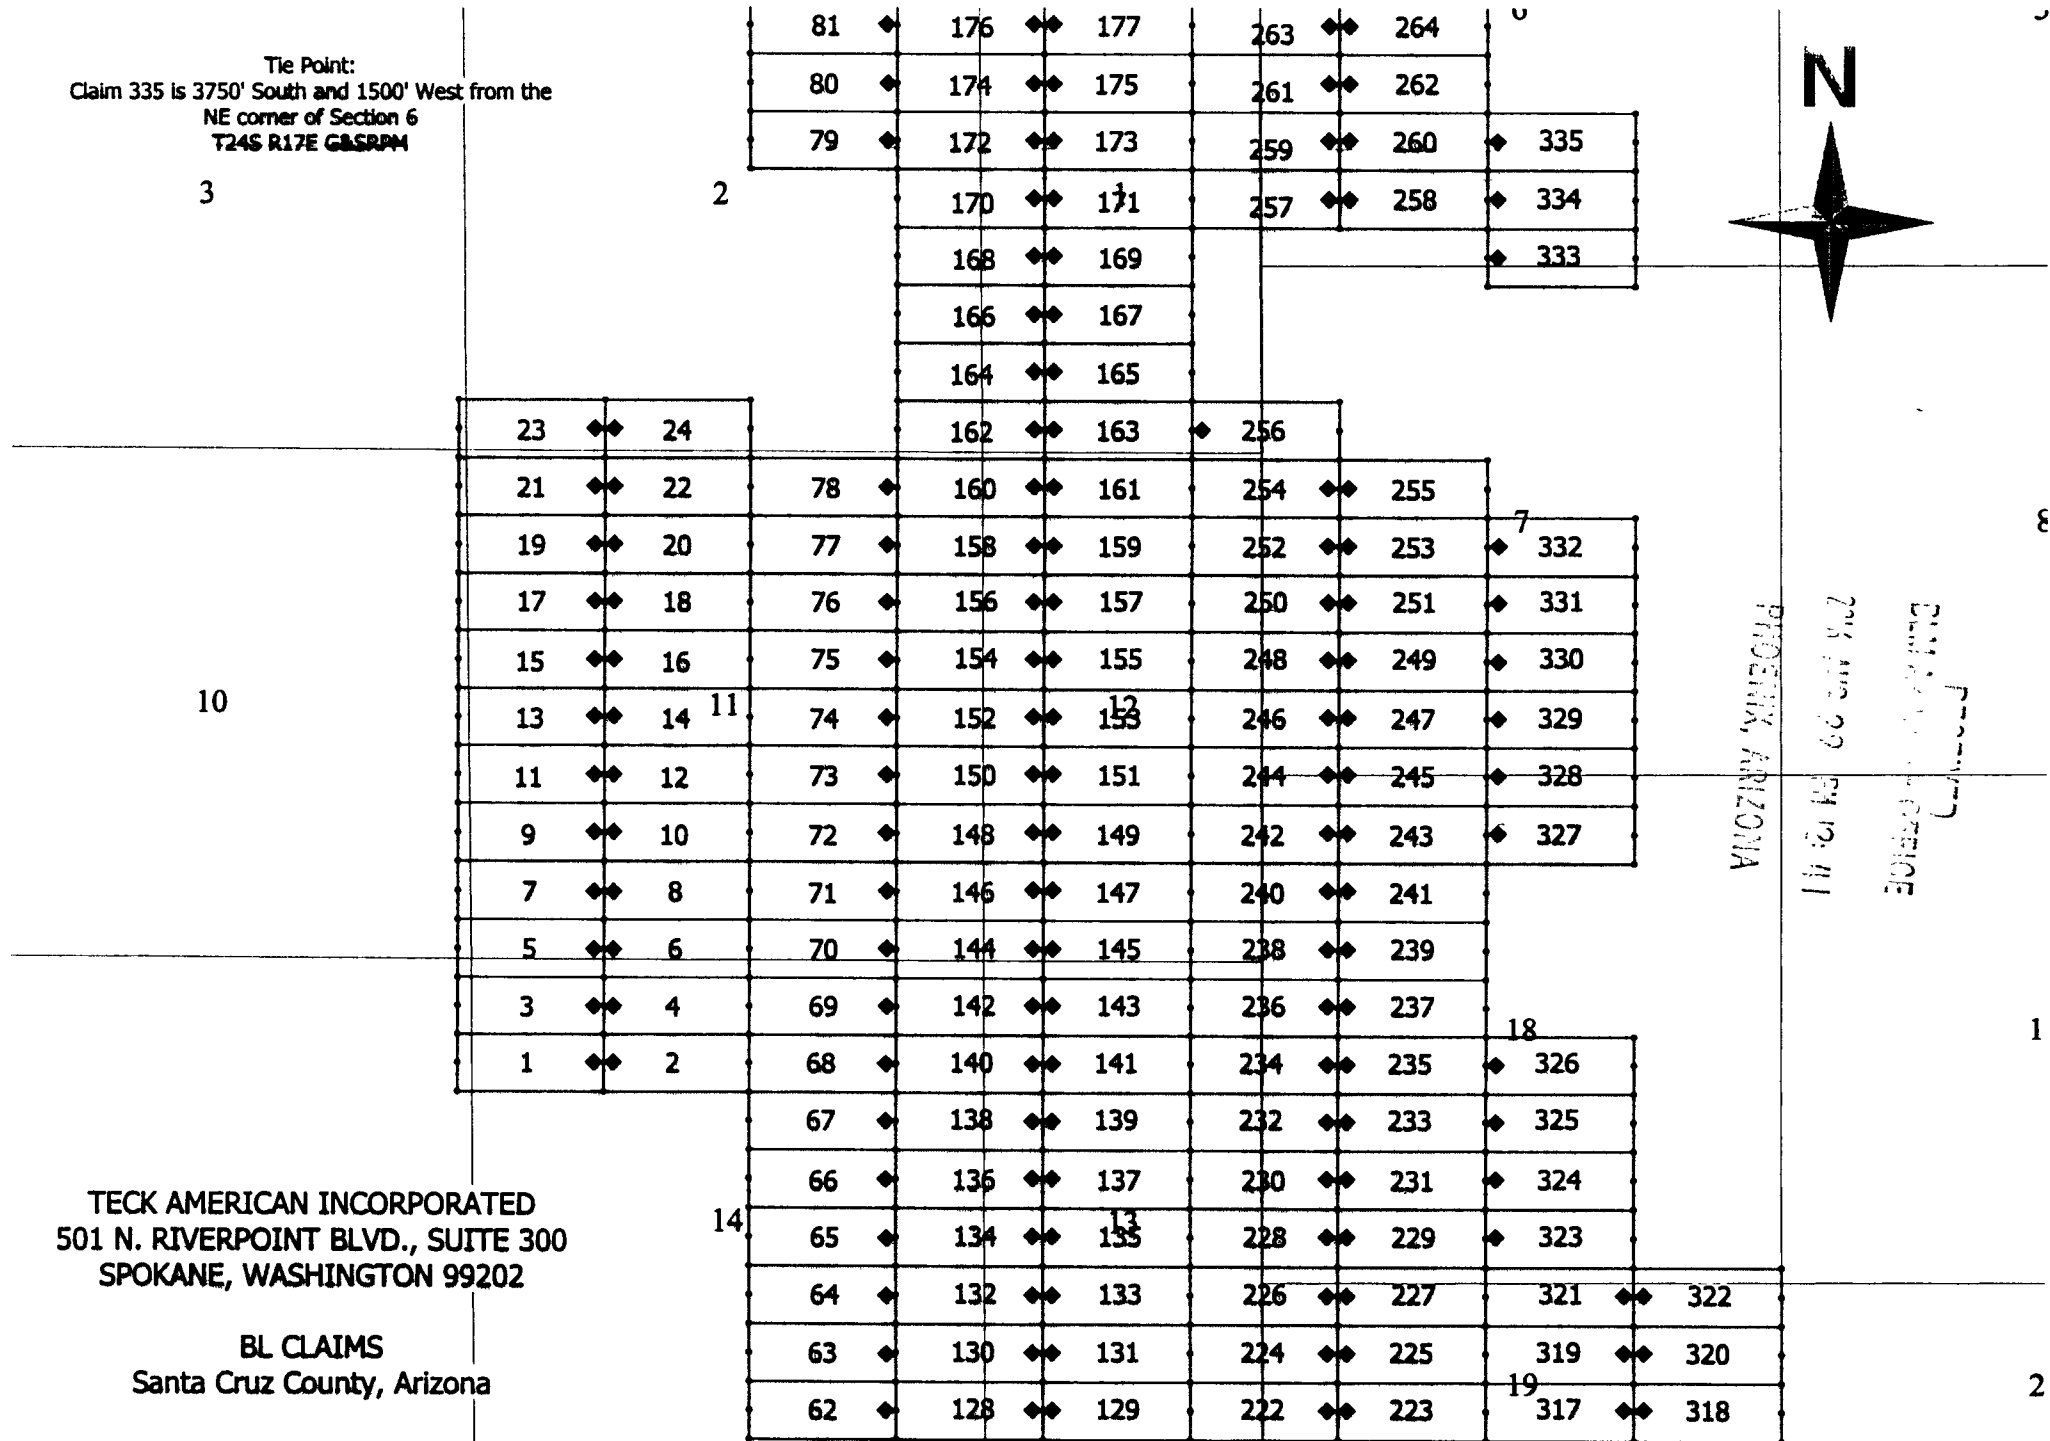 81 176 177 263 264
Tie Point:
Claim 335 is 3750' South and 1500' West from the
NE corner of Section 6
T24S R17E G&SRPM
N
80 174 175 261 262
79 172 173 259 260 335
3 2 1
170 171 257 258 334
168 169 333
166 167
164 165
23 24 162 163 256
21 22 78 160 161 254 255
7 8
19 20 77 158 159 252 253 332
17 18 76 156 157 250 251 331
15 16 75 154 155 248 249 330
10 11 12
13 14 74 152 153 246 247 329
11 12 73 150 151 244 245 328
9 10 72 148 149 242 243 327
7 8 71 146 147 240 241
5 6 70 144 145 238 239
3 4 69 142 143 236 237
18 1
1 2 68 140 141 234 235 326
67 138 139 232 233 325
66 136 137 230 231 324
14 13
65 134 135 228 229 323
64 132 133 226 227 321 322
63 130 131 224 225 319 320
19 2
62 128 129 222 223 317 318
TECK AMERICAN INCORPORATED
501 N. RIVERPOINT BLVD., SUITE 300
SPOKANE, WASHINGTON 99202
BL CLAIMS
Santa Cruz County, Arizona
PHOENIX, ARIZONA